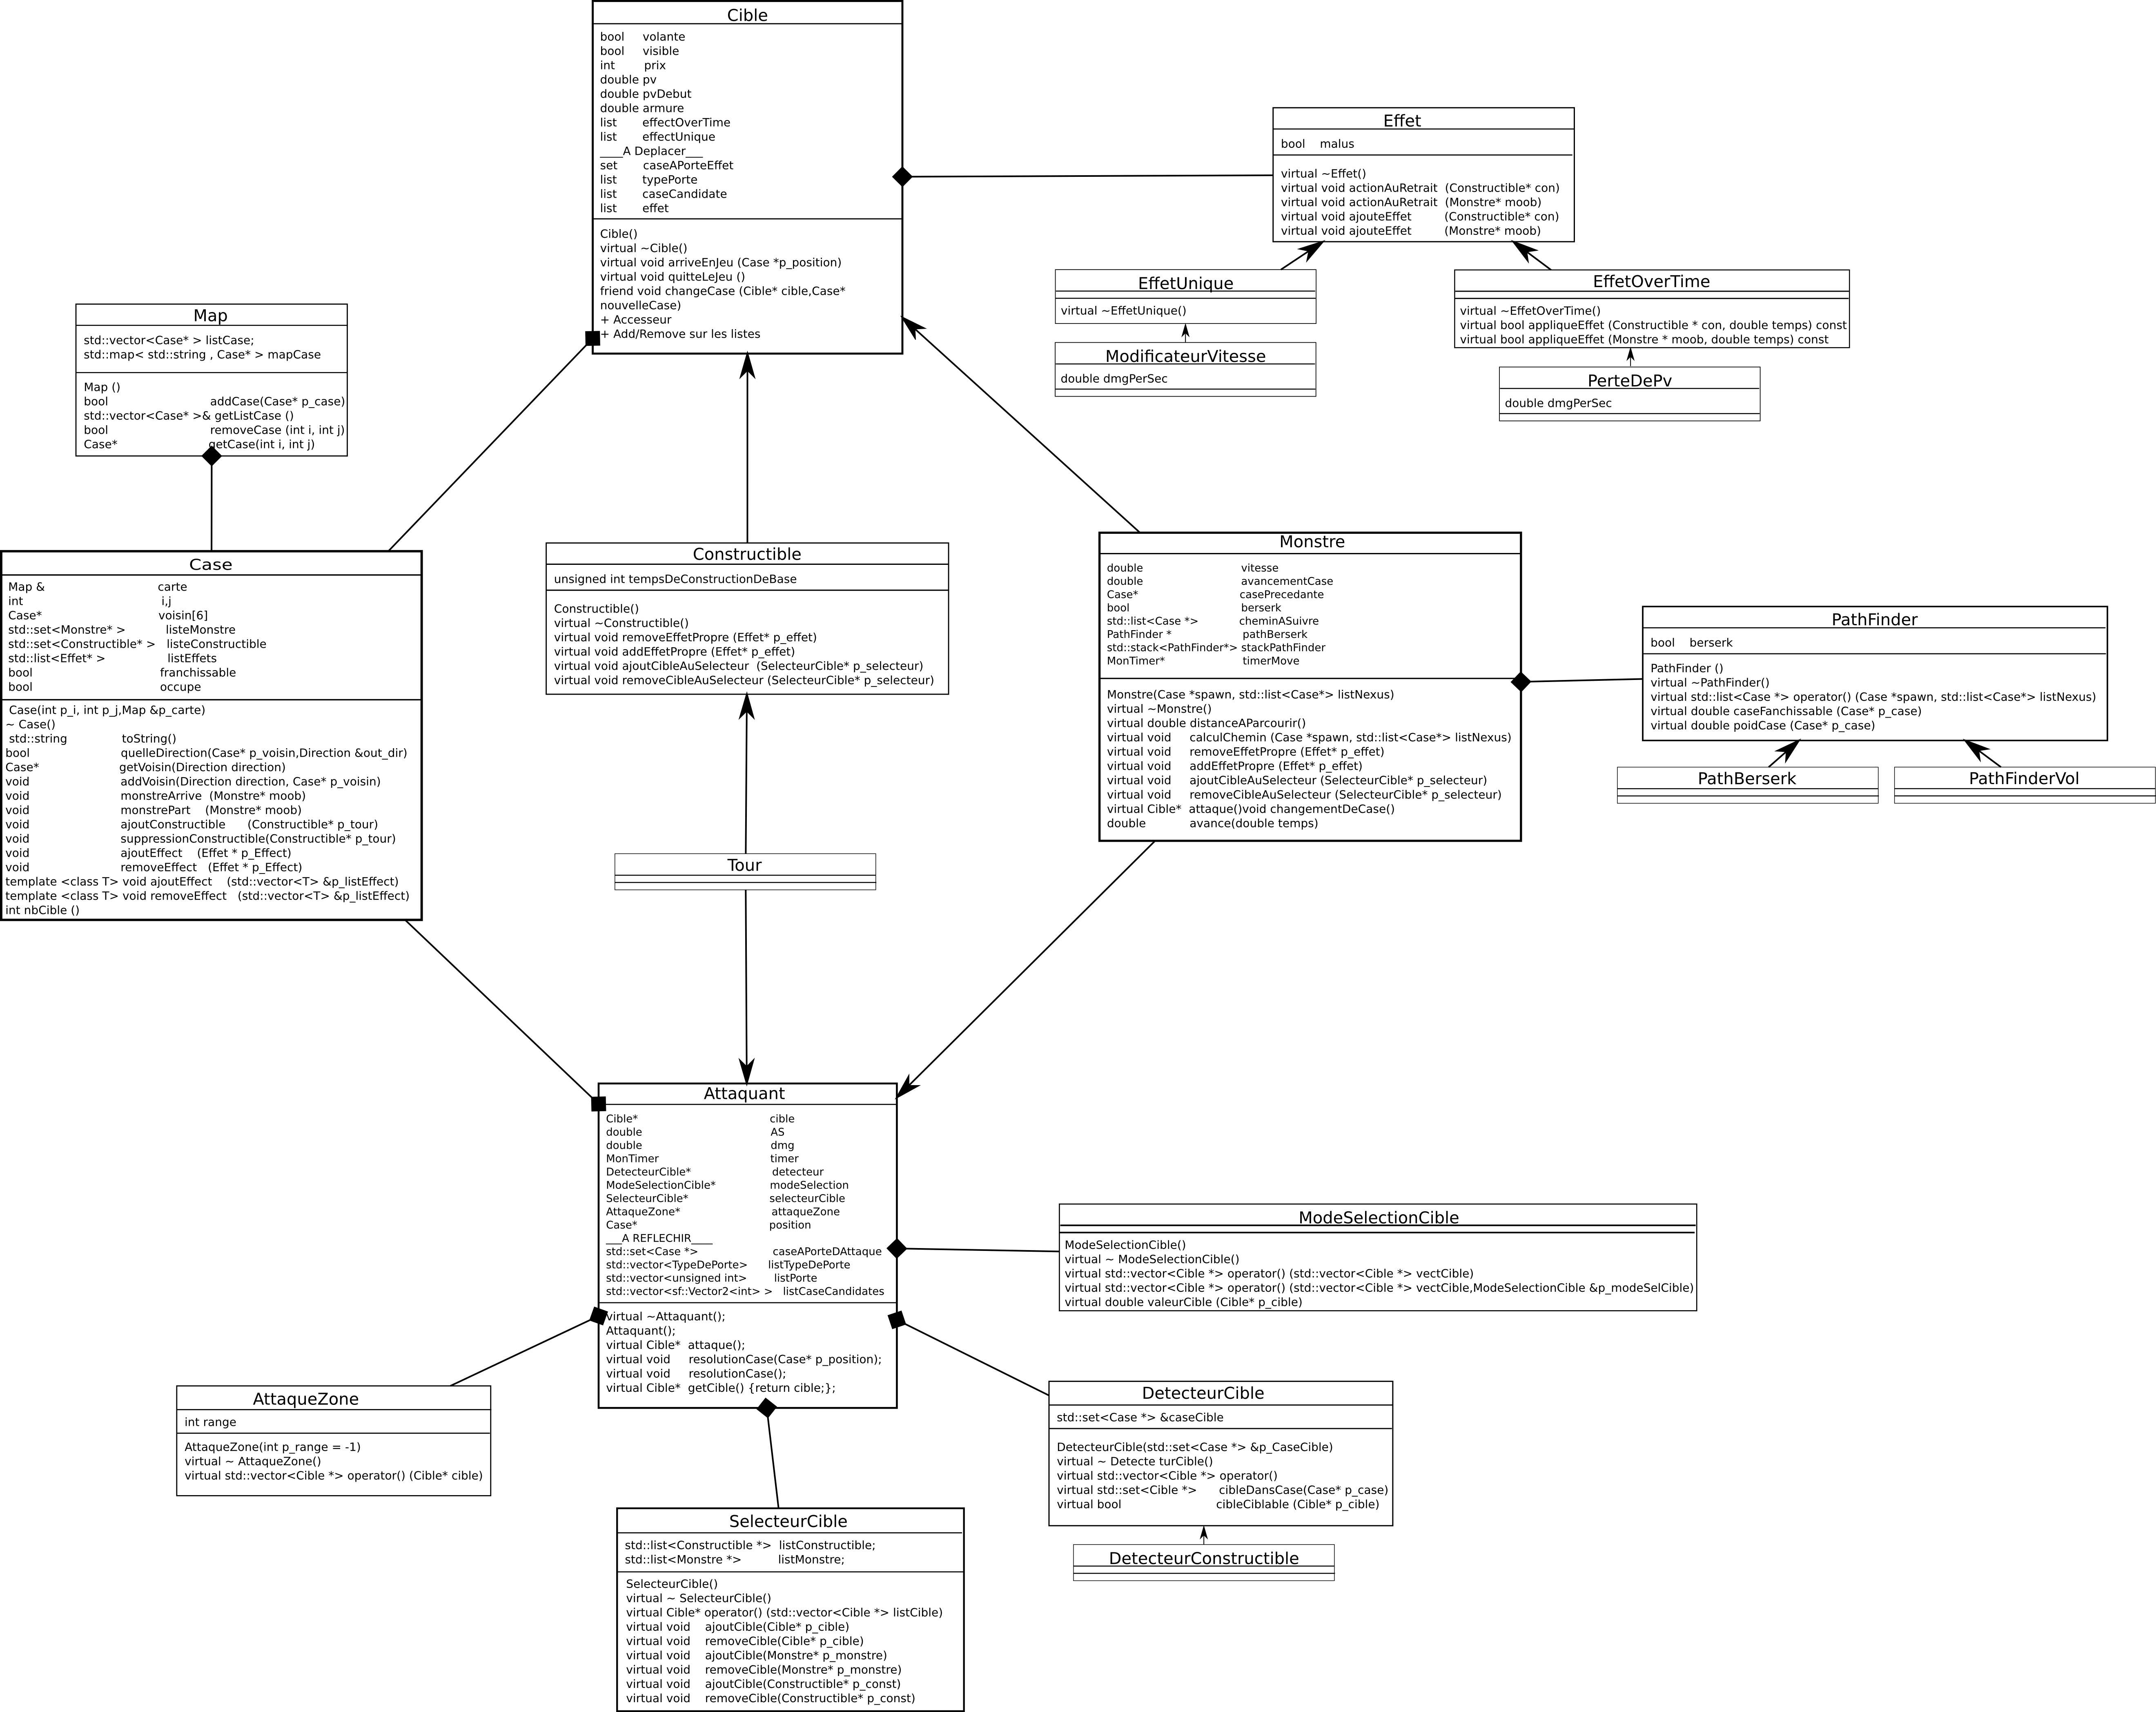 Cible
bool volante
bool visible
int prix
double pv
double pvDebut
double armure
list effectOverTime
list effectUnique
____A Deplacer___
set caseAPorteEffet
list typePorte
list caseCandidate
list effet
Cible()
virtual ~Cible()
virtual void arriveEnJeu (Case *p_position)
virtual void quitteLeJeu ()
friend void changeCase (Cible* cible,Case*
nouvelleCase)
+ Accesseur
+ Add/Remove sur les listes
Effet
bool malus
virtual ~Effet()
virtual void actionAuRetrait (Constructible* con)
virtual void actionAuRetrait (Monstre* moob)
virtual void ajouteEffet (Constructible* con)
virtual void ajouteEffet (Monstre* moob)
EffetUnique
virtual ~EffetUnique()
ModificateurVitesse
double dmgPerSec
EffetOverTime
virtual ~EffetOverTime()
virtual bool appliqueEffet (Constructible * con, double temps) const
virtual bool appliqueEffet (Monstre * moob, double temps) const
PerteDePv
double dmgPerSec
Map
std::vector<Case* > listCase;
std::map< std::string , Case* > mapCase
Map ()
bool addCase(Case* p_case)
std::vector<Case* >& getListCase ()
bool removeCase (int i, int j)
Case* getCase(int i, int j)
Case
Map & carte
int i,j
Case* voisin[6]
std::set<Monstre* > listeMonstre
std::set<Constructible* > listeConstructible
std::list<Effet* > listEffets
bool franchissable
bool occupe
Case(int p_i, int p_j,Map &p_carte)
~ Case()
std::string toString()
bool quelleDirection(Case* p_voisin,Direction &out_dir)
Case* getVoisin(Direction direction)
void addVoisin(Direction direction, Case* p_voisin)
void monstreArrive (Monstre* moob)
void monstrePart (Monstre* moob)
void ajoutConstructible (Constructible* p_tour)
void suppressionConstructible(Constructible* p_tour)
void ajoutEffect (Effet * p_Effect)
void removeEffect (Effet * p_Effect)
template <class T> void ajoutEffect (std::vector<T> &p_listEffect)
template <class T> void removeEffect (std::vector<T> &p_listEffect)
int nbCible ()
Constructible
unsigned int tempsDeConstructionDeBase
Constructible()
virtual ~Constructible()
virtual void removeEffetPropre (Effet* p_effet)
virtual void addEffetPropre (Effet* p_effet)
virtual void ajoutCibleAuSelecteur (SelecteurCible* p_selecteur)
virtual void removeCibleAuSelecteur (SelecteurCible* p_selecteur)
Monstre
double vitesse
double avancementCase
Case* casePrecedante
bool berserk
std::list<Case *> cheminASuivre
PathFinder * pathBerserk
std::stack<PathFinder*> stackPathFinder
MonTimer* timerMove
Monstre(Case *spawn, std::list<Case*> listNexus)
virtual ~Monstre()
virtual double distanceAParcourir()
virtual void calculChemin (Case *spawn, std::list<Case*> listNexus)
virtual void removeEffetPropre (Effet* p_effet)
virtual void addEffetPropre (Effet* p_effet)
virtual void ajoutCibleAuSelecteur (SelecteurCible* p_selecteur)
virtual void removeCibleAuSelecteur (SelecteurCible* p_selecteur)
virtual Cible* attaque()void changementDeCase()
double avance(double temps)
PathFinder
bool berserk
PathFinder ()
virtual ~PathFinder()
virtual std::list<Case *> operator() (Case *spawn, std::list<Case*> listNexus)
virtual double caseFanchissable (Case* p_case)
virtual double poidCase (Case* p_case)
PathBerserk
PathFinderVol
Tour
Attaquant
Cible* cible
double AS
double dmg
MonTimer timer
DetecteurCible* detecteur
ModeSelectionCible* modeSelection
SelecteurCible* selecteurCible
AttaqueZone* attaqueZone
Case* position
___A REFLECHIR____
std::set<Case *> caseAPorteDAttaque
std::vector<TypeDePorte> listTypeDePorte
std::vector<unsigned int> listPorte
std::vector<sf::Vector2<int> > listCaseCandidates
virtual ~Attaquant();
Attaquant();
virtual Cible* attaque();
virtual void resolutionCase(Case* p_position);
virtual void resolutionCase();
virtual Cible* getCible() {return cible;};
ModeSelectionCible
ModeSelectionCible()
virtual ~ ModeSelectionCible()
virtual std::vector<Cible *> operator() (std::vector<Cible *> vectCible)
virtual std::vector<Cible *> operator() (std::vector<Cible *> vectCible,ModeSelectionCible &p_modeSelCible)
virtual double valeurCible (Cible* p_cible)
AttaqueZone
int range
AttaqueZone(int p_range = -1)
virtual ~ AttaqueZone()
virtual std::vector<Cible *> operator() (Cible* cible)
DetecteurCible
std::set<Case *> &caseCible
DetecteurCible(std::set<Case *> &p_CaseCible)
virtual ~ Detecte turCible()
virtual std::vector<Cible *> operator()
virtual std::set<Cible *> cibleDansCase(Case* p_case)
virtual bool cibleCiblable (Cible* p_cible)
DetecteurConstructible
SelecteurCible
std::list<Constructible *> listConstructible;
std::list<Monstre *> listMonstre;
SelecteurCible()
virtual ~ SelecteurCible()
virtual Cible* operator() (std::vector<Cible *> listCible)
virtual void ajoutCible(Cible* p_cible)
virtual void removeCible(Cible* p_cible)
virtual void ajoutCible(Monstre* p_monstre)
virtual void removeCible(Monstre* p_monstre)
virtual void ajoutCible(Constructible* p_const)
virtual void removeCible(Constructible* p_const)